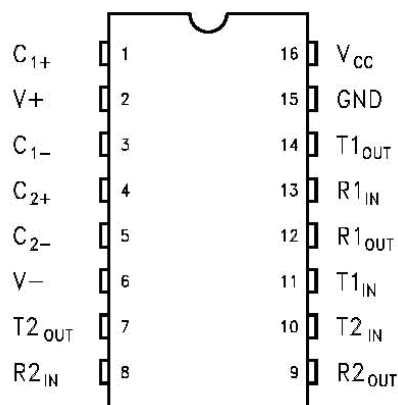 C1+ 1 16 VCC
V+ 2 15 GND
C1− 3 14 T1OUT
C2+ 4 13 R1IN
C2− 5 12 R1OUT
V− 6 11 T1IN
T2OUT 7 10 T2IN
R2IN 8 9 R2OUT